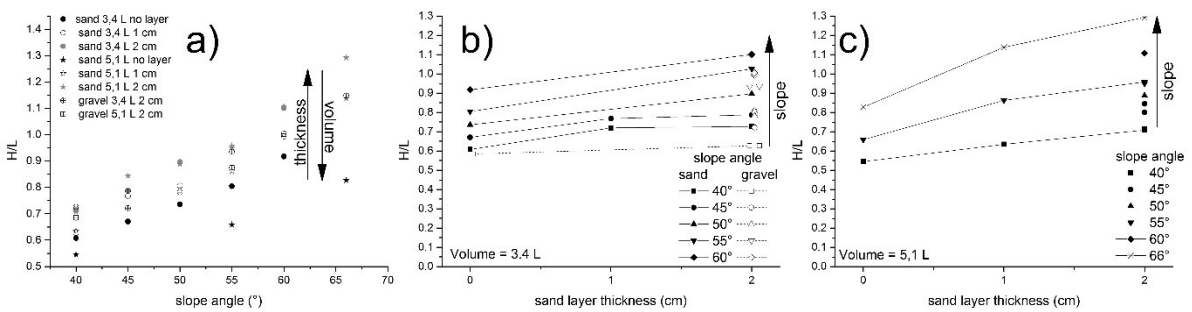 a)
sand 3,4 L no layer
sand 3,4 L 1 cm
sand 3,4 L 2 cm
sand 5,1 L no layer
sand 5,1 L 1 cm
sand 5,1 L 2 cm
gravel 3,4 L 2 cm
gravel 5,1 L 2 cm
thickness
volume
H/L
1.4
1.3
1.2
1.1
1.0
0.9
0.8
0.7
0.6
0.5
40 45 50 55 60 65 70
slope angle (°)
b)
H/L
1.3
1.2
1.1
1.0
0.9
0.8
0.7
0.6
0.5
0.4
0.3
0.2
0.1
0.0
slope
slope angle
sand gravel
40°
45°
50°
55°
60°
Volume = 3.4 L
0 1 2
sand layer thickness (cm)
c)
H/L
1.3
1.2
1.1
1.0
0.9
0.8
0.7
0.6
0.5
0.4
0.3
0.2
0.1
0.0
slope
slope angle
40°
45°
50°
55°
60°
66°
Volume = 5,1 L
0 1 2
sand layer thickness (cm)